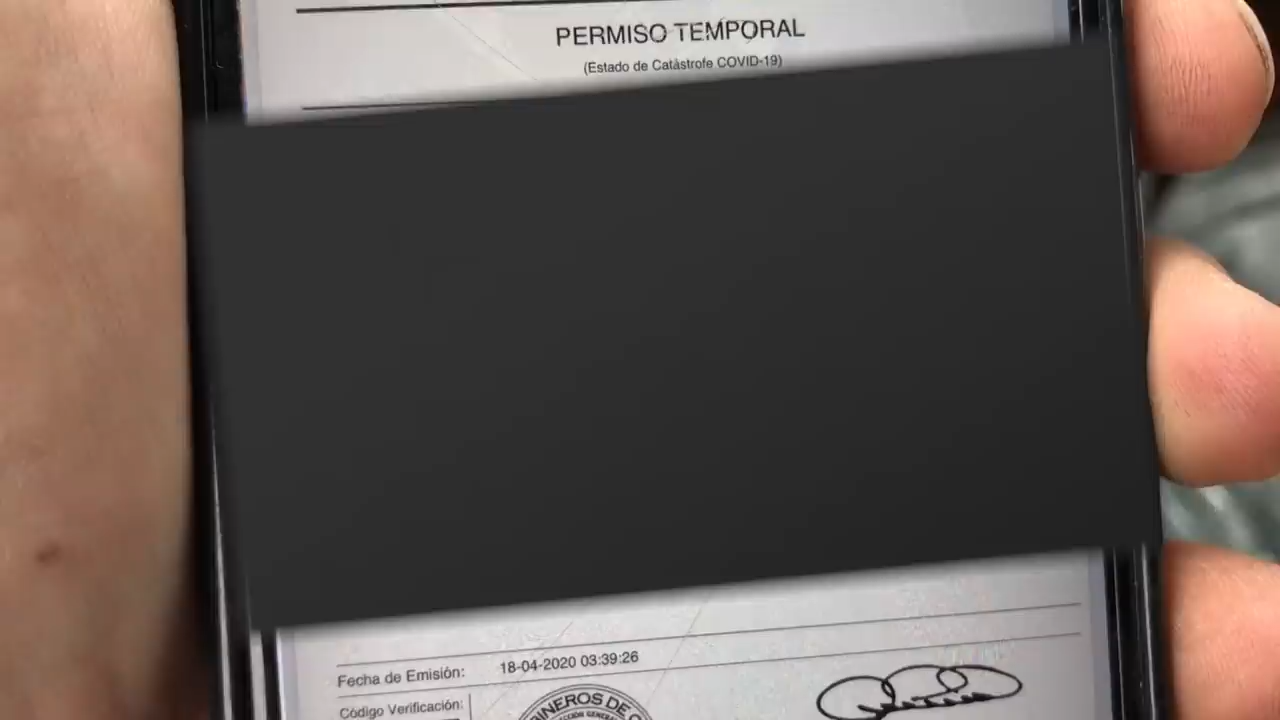 PERMISO TEMPORAL
(Estado de Catástrofe COVID-19)
Fecha de Emisión: 18-04-2020 03:39:26
Código Verificación: